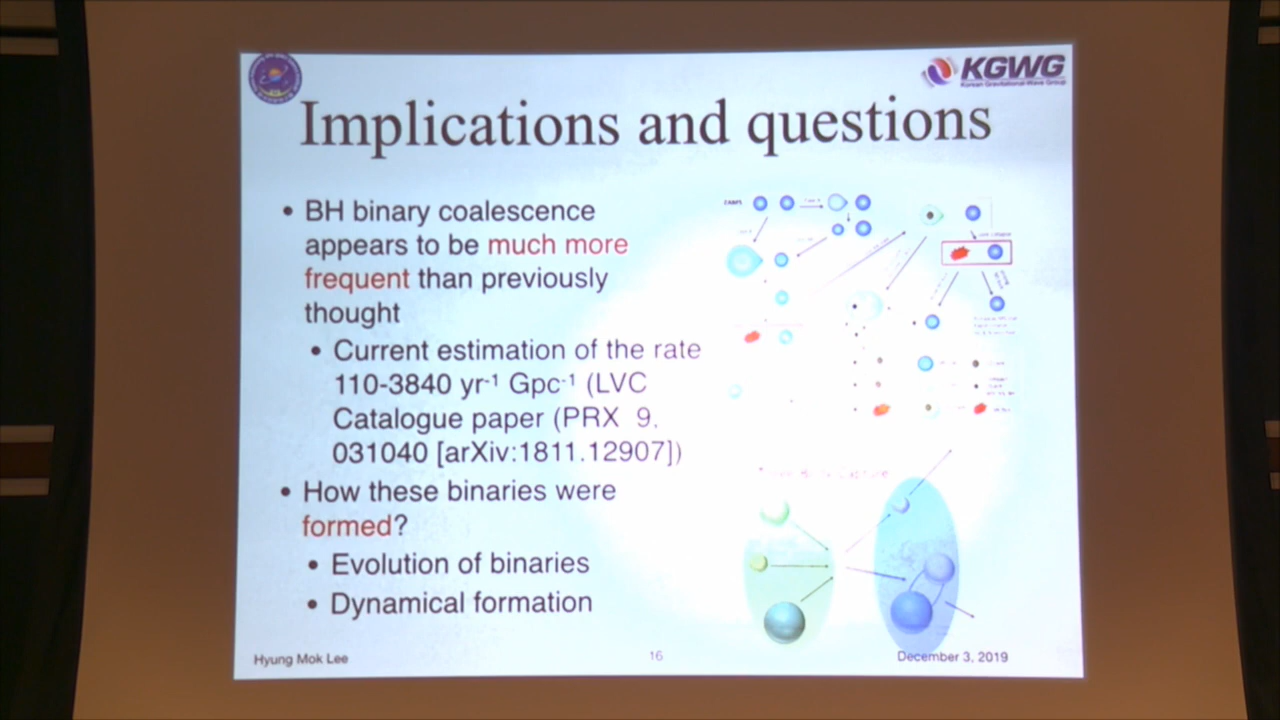 KGWG
Korean Gravitational-Wave Group
Implications and questions
• BH binary coalescence
appears to be much more
frequent than previously
thought
• Current estimation of the rate
110-3840 yr-1 Gpc-1 (LVC
Catalogue paper (PRX 9.
031040 [arXiv:1811.12907])
• How these binaries were
formed?
• Evolution of binaries
• Dynamical formation
ZAMS
Capture
Hyung Mok Lee
16
December 3, 2019